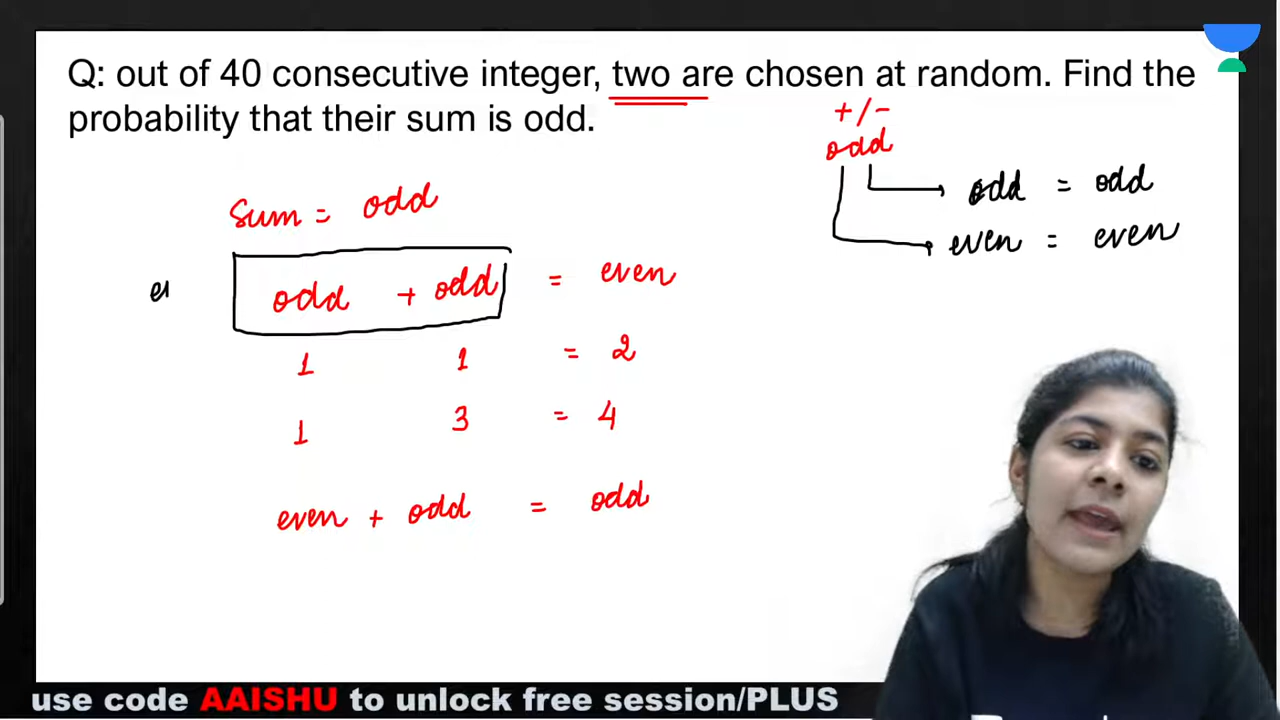 Q: out of 40 consecutive integer, two are chosen at random. Find the
probability that their sum is odd.
+/-
odd
odd = odd
even = even
Sum = odd
er
odd + odd = even
1 1 = 2
1 3 = 4
even + odd = odd
use code AAISHU to unlock free session/PLUS